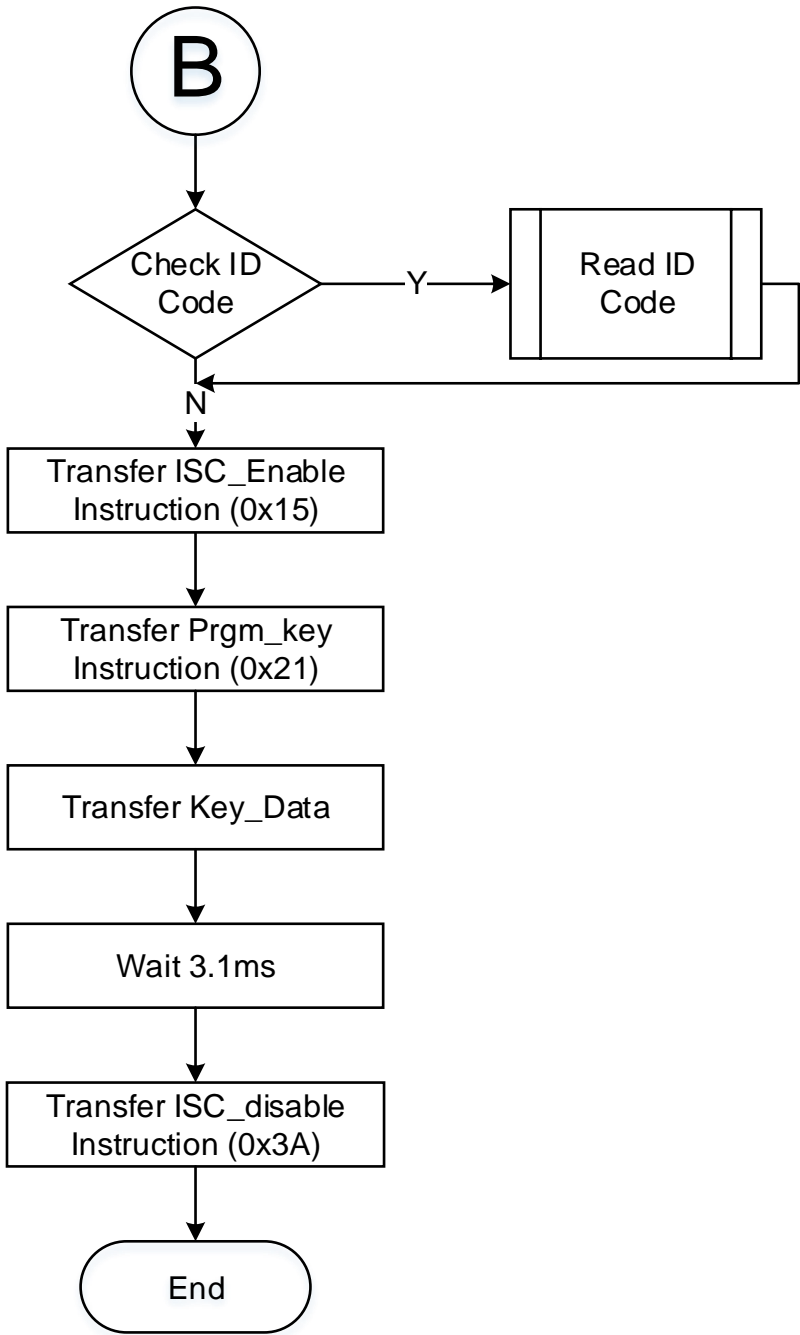 B
Check ID
Code
Y
Read ID
Code
N
Transfer ISC_Enable
Instruction (0x15)
Transfer Prgm_key
Instruction (0x21)
Transfer Key_Data
Wait 3.1ms
Transfer ISC_disable
Instruction (0x3A)
End